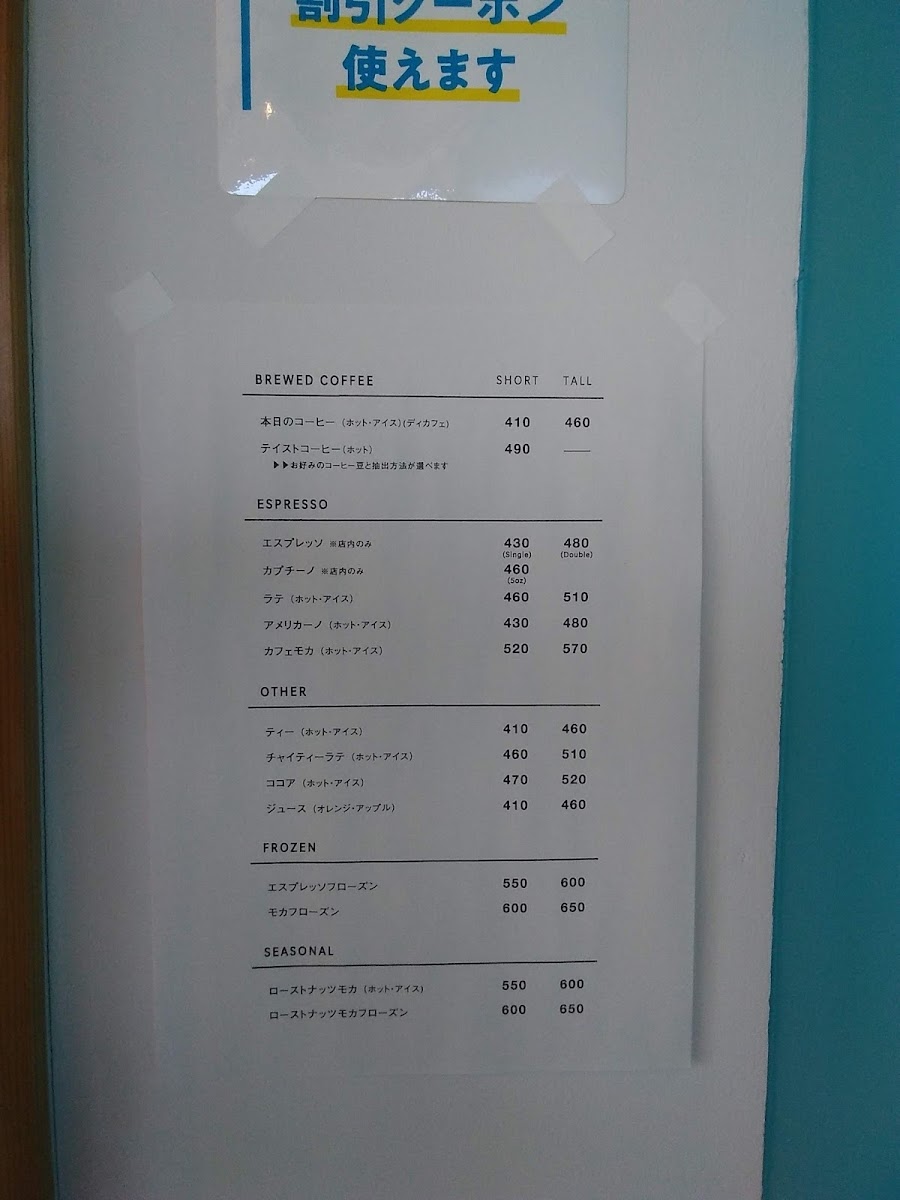 割引クーポン
使えます
BREWED COFFEE SHORT TALL
本日のコーヒー (ホット・アイス)(ディカフェ) 410 460
テイストコーヒー(ホット) 490 ——
▶▶お好みのコーヒー豆と抽出方法が選べます
ESPRESSO
エスプレッソ ※店内のみ 430 480
(Single) (Double)
カプチーノ ※店内のみ 460
(5oz)
ラテ (ホット・アイス) 460 510
アメリカーノ (ホット・アイス) 430 480
カフェモカ (ホット・アイス) 520 570
OTHER
ティー (ホット・アイス) 410 460
チャイティーラテ (ホット・アイス) 460 510
ココア (ホット・アイス) 470 520
ジュース (オレンジ・アップル) 410 460
FROZEN
エスプレッソフローズン 550 600
モカフローズン 600 650
SEASONAL
ローストナッツモカ (ホット・アイス) 550 600
ローストナッツモカフローズン 600 650